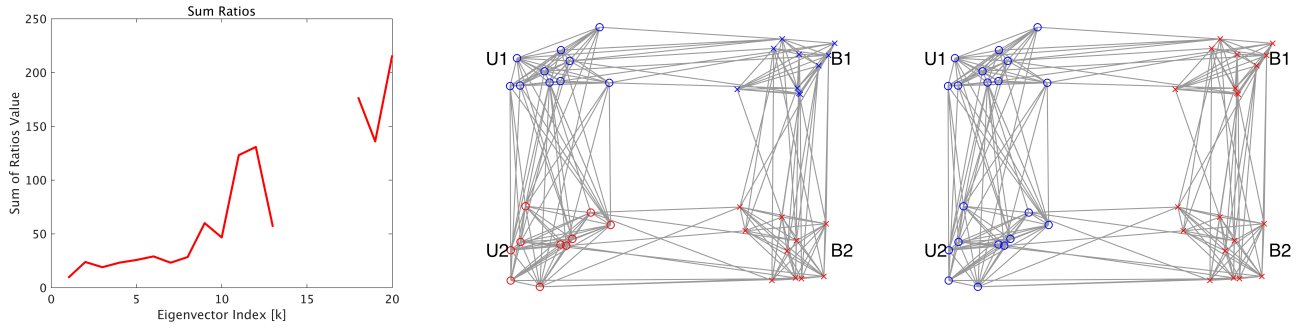 Sum Ratios
Sum of Ratios Value
250
200
150
100
50
0
0 5 10 15 20
Eigenvector Index [k]
U1 B1
U2 B2
U1 B1
U2 B2